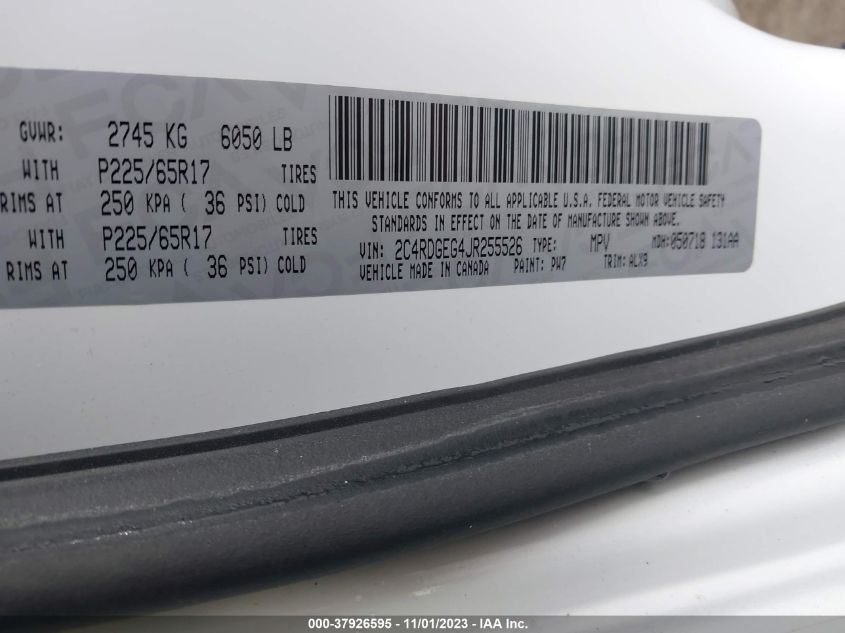 GVWR: 2745 KG 6050 LB
WITH P225/65R17 TIRES
RIMS AT 250 KPA ( 36 PSI) COLD
WITH P225/65R17 TIRES
RIMS AT 250 KPA ( 36 PSI) COLD
THIS VEHICLE CONFORMS TO ALL APPLICABLE U.S.A. FEDERAL MOTOR VEHICLE SAFETY
STANDARDS IN EFFECT ON THE DATE OF MANUFACTURE SHOWN ABOVE.
VIN: 2C4RDGEG4JR255526 TYPE: MPV MDH:050718 131AA
VEHICLE MADE IN CANADA PAINT: PW7 TRIM: ALX9
000-37926595 - 11/01/2023 - IAA Inc.